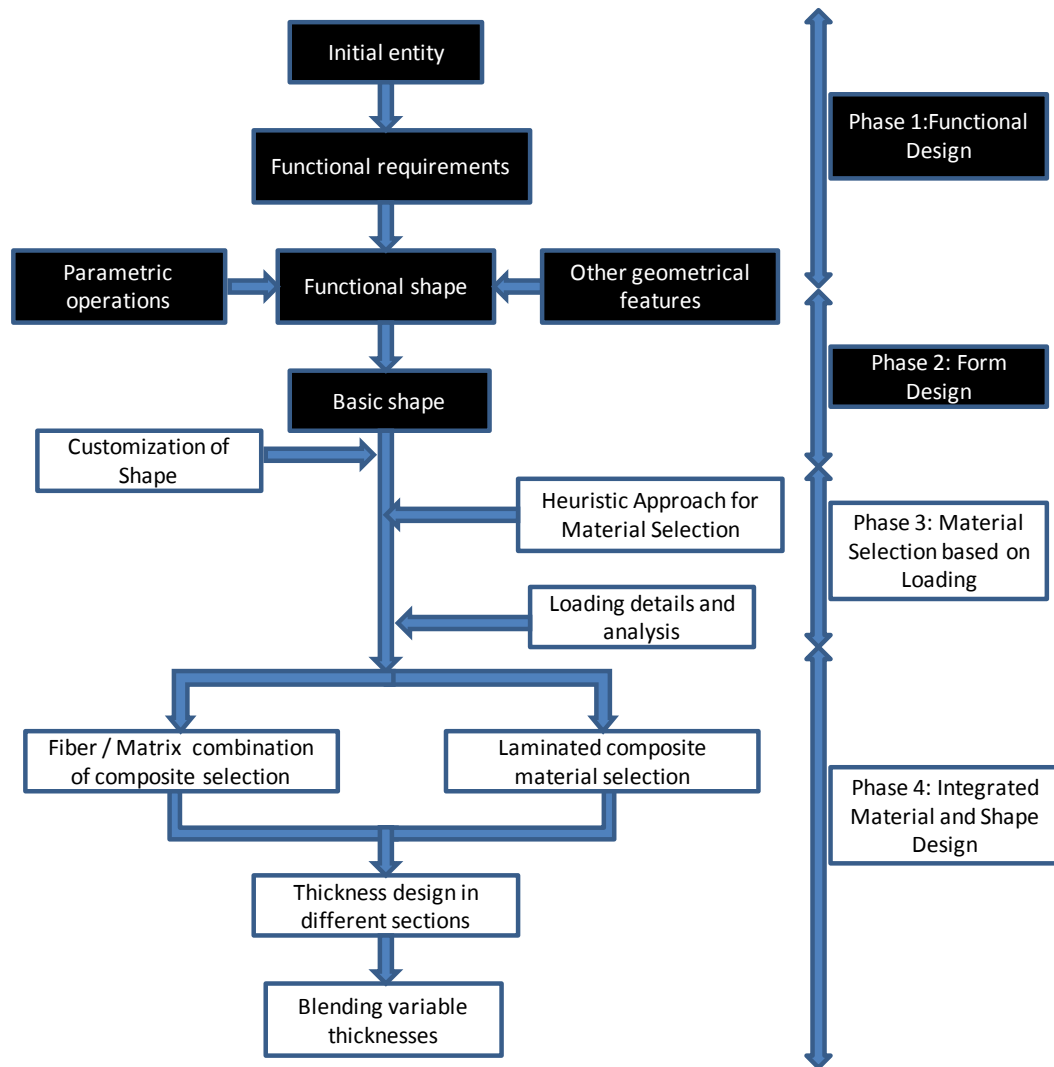 Initial entity
Phase 1:Functional
Design
Functional requirements
Parametric
operations
Functional shape
Other geometrical
features
Phase 2: Form
Design
Basic shape
Customization of
Shape
Heuristic Approach for
Material Selection
Phase 3: Material
Selection based on
Loading
Loading details and
analysis
Fiber / Matrix combination
of composite selection
Laminated composite
material selection
Phase 4: Integrated
Material and Shape
Design
Thickness design in
different sections
Blending variable
thicknesses